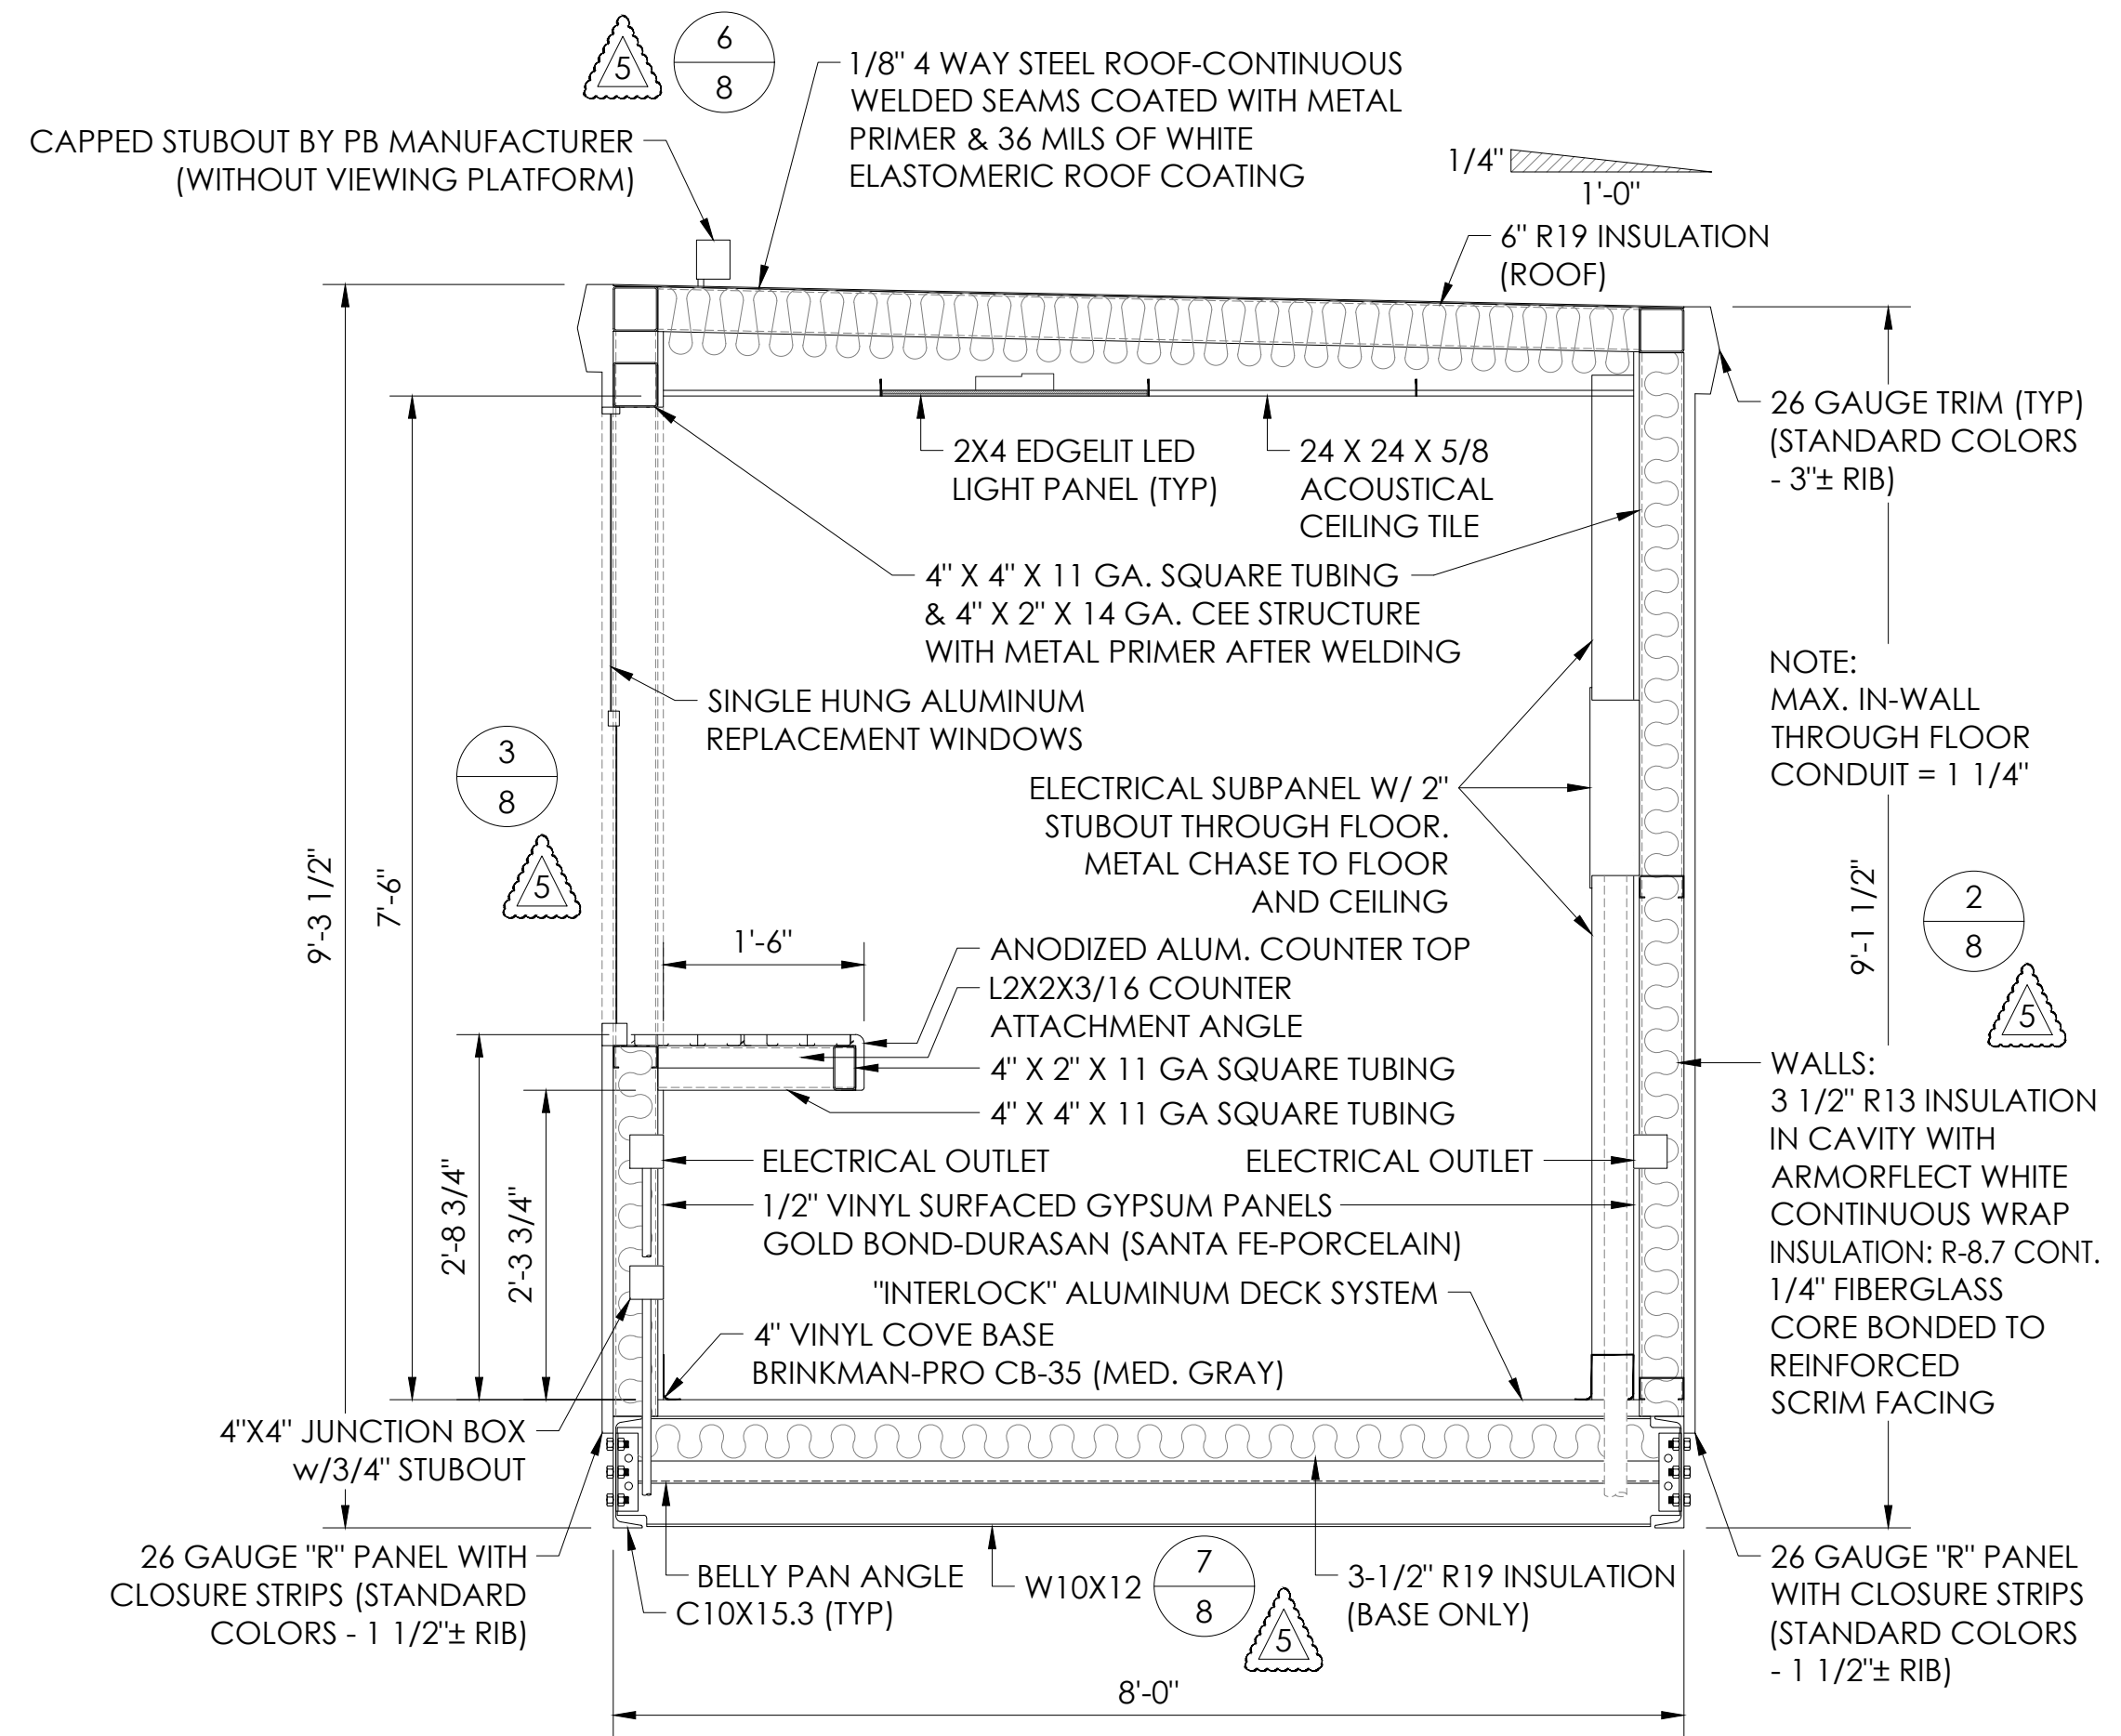 6
8
5
1/8" 4 WAY STEEL ROOF-CONTINUOUS
WELDED SEAMS COATED WITH METAL
PRIMER & 36 MILS OF WHITE
ELASTOMERIC ROOF COATING
CAPPED STUBOUT BY PB MANUFACTURER
(WITHOUT VIEWING PLATFORM)
1/4"
1'-0"
6" R19 INSULATION
(ROOF)
26 GAUGE TRIM (TYP)
(STANDARD COLORS
- 3"± RIB)
2X4 EDGELIT LED
LIGHT PANEL (TYP)
24 X 24 X 5/8
ACOUSTICAL
CEILING TILE
4" X 4" X 11 GA. SQUARE TUBING
& 4" X 2" X 14 GA. CEE STRUCTURE
WITH METAL PRIMER AFTER WELDING
SINGLE HUNG ALUMINUM
REPLACEMENT WINDOWS
NOTE:
MAX. IN-WALL
THROUGH FLOOR
CONDUIT = 1 1/4"
3
8
5
ELECTRICAL SUBPANEL W/ 2"
STUBOUT THROUGH FLOOR.
METAL CHASE TO FLOOR
AND CEILING
9'-3 1/2"
7'-6"
9'-1 1/2"
2
8
5
1'-6"
ANODIZED ALUM. COUNTER TOP
L2X2X3/16 COUNTER
ATTACHMENT ANGLE
4" X 2" X 11 GA SQUARE TUBING
4" X 4" X 11 GA SQUARE TUBING
WALLS:
3 1/2" R13 INSULATION
IN CAVITY WITH
ARMORFLECT WHITE
CONTINUOUS WRAP
INSULATION: R-8.7 CONT.
1/4" FIBERGLASS
CORE BONDED TO
REINFORCED
SCRIM FACING
ELECTRICAL OUTLET
ELECTRICAL OUTLET
2'-8 3/4"
2'-3 3/4"
1/2" VINYL SURFACED GYPSUM PANELS
GOLD BOND-DURASAN (SANTA FE-PORCELAIN)
"INTERLOCK" ALUMINUM DECK SYSTEM
4" VINYL COVE BASE
BRINKMAN-PRO CB-35 (MED. GRAY)
4"X4" JUNCTION BOX
w/3/4" STUBOUT
26 GAUGE "R" PANEL WITH
CLOSURE STRIPS (STANDARD
COLORS - 1 1/2"± RIB)
BELLY PAN ANGLE
C10X15.3 (TYP)
W10X12
7
8
5
3-1/2" R19 INSULATION
(BASE ONLY)
26 GAUGE "R" PANEL
WITH CLOSURE STRIPS
(STANDARD COLORS
- 1 1/2"± RIB)
8'-0"